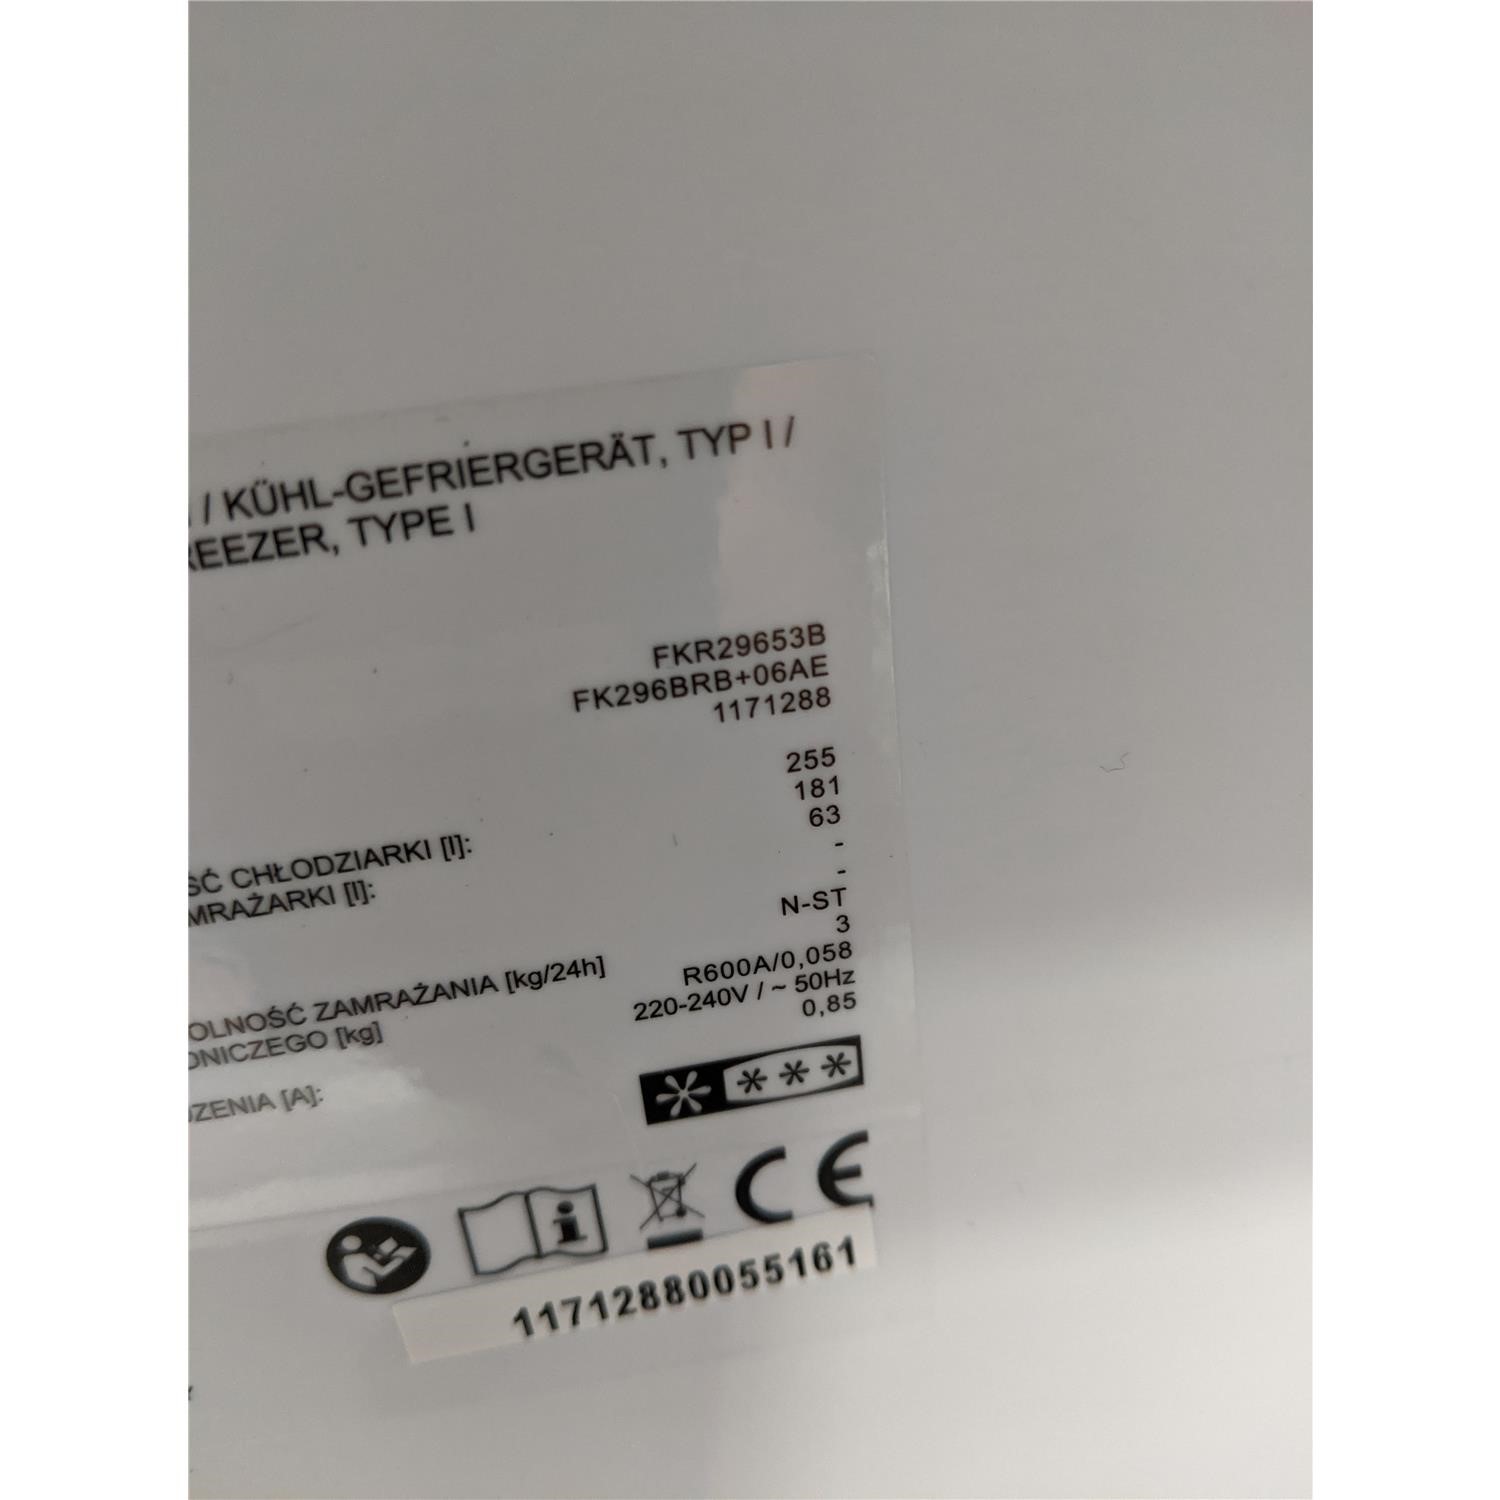 / KÜHL-GEFRIERGERÄT, TYP I /
REEZER, TYPE I
FKR29653B
FK296BRB+06AE
1171288
255
181
63
ŚĆ CHŁODZIARKI [l]: -
MRAŻARKI [l]: -
N-ST
3
OLNOŚĆ ZAMRAŻANIA [kg/24h] R600A/0,058
ONICZEGO [kg] 220-240V / ~ 50Hz
0,85
DZENIA [A]:
CE
11712880055161